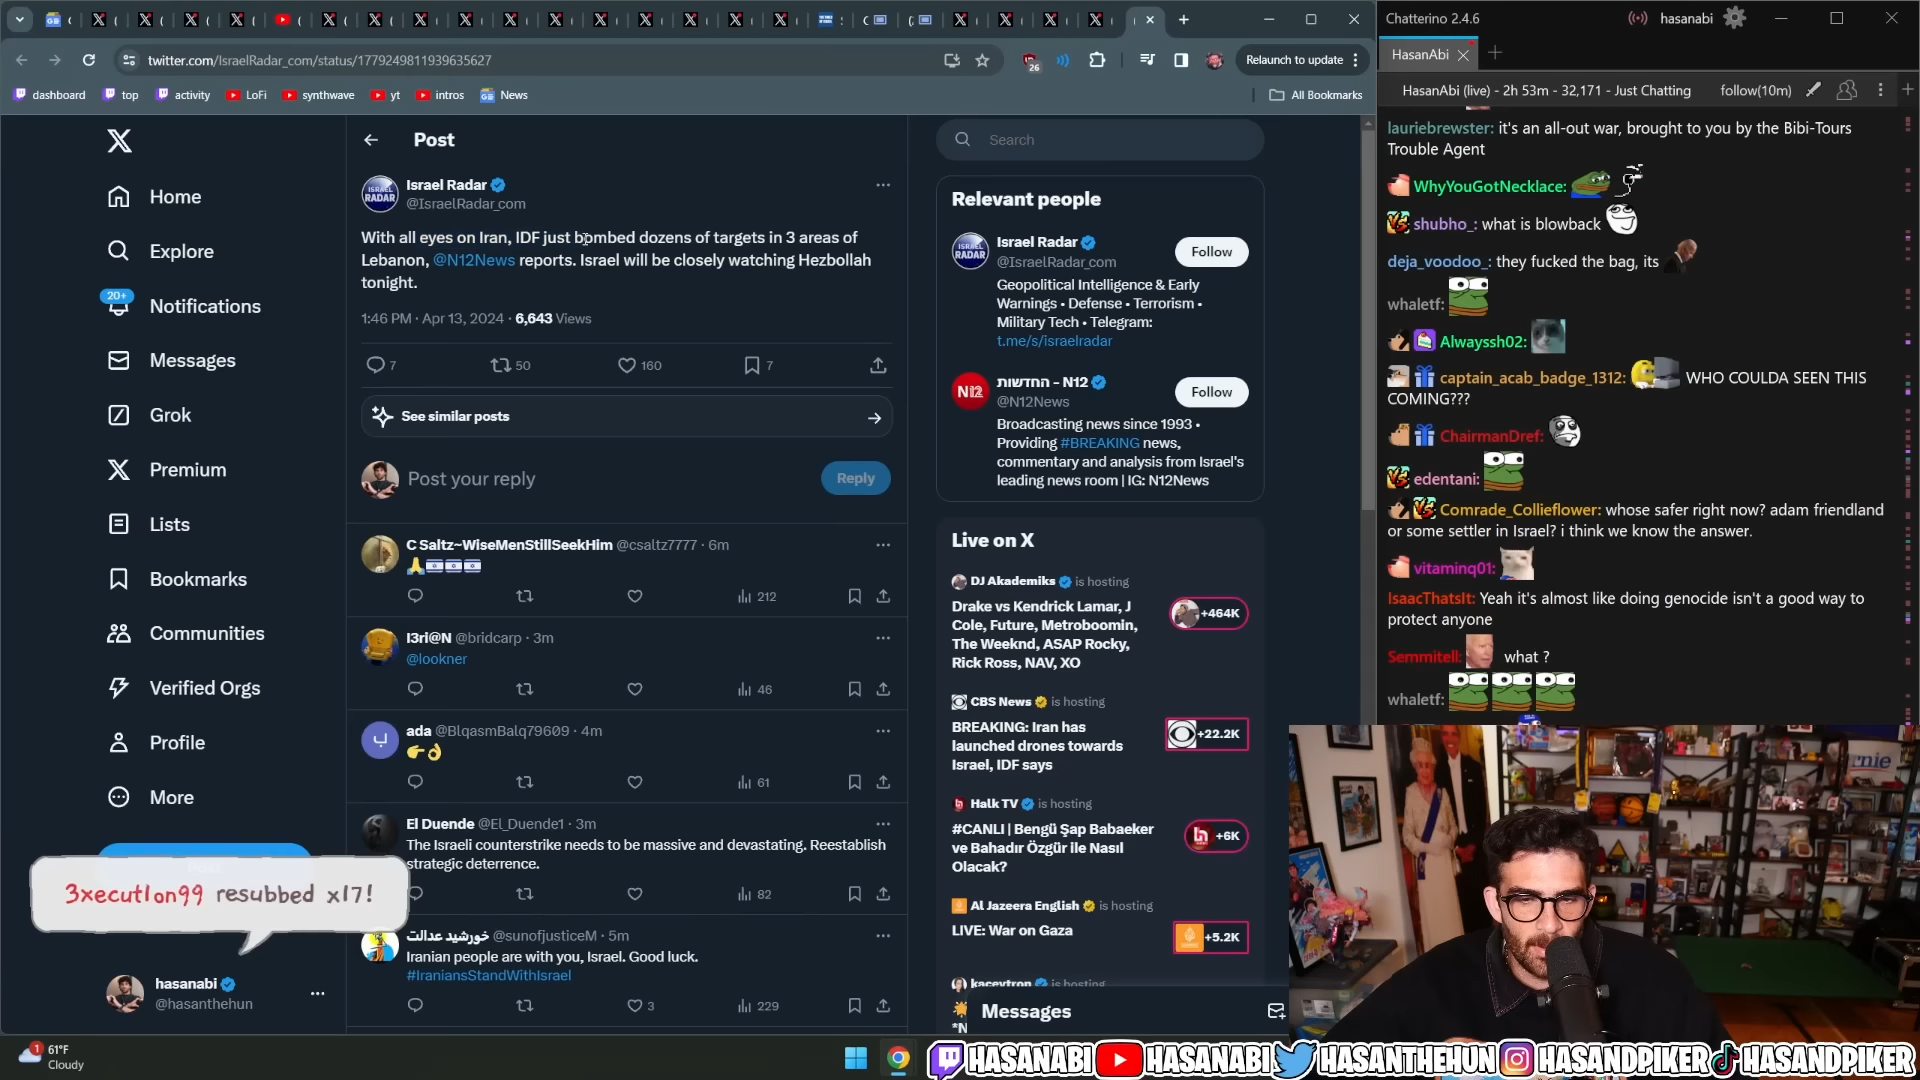 twitter.com/IsraelRadar_com/status/1779249811939635627
26
Relaunch to update
dashboard
top
activity
LoFi
synthwave
yt
intros
News
All Bookmarks
Home
Explore
20+
Notifications
Messages
Grok
Premium
Lists
Bookmarks
Communities
Verified Orgs
Profile
More
3xecut1on99 resubbed x17!
hasanabi
@hasanthehun
Post
Israel Radar
@IsraelRadar_com
With all eyes on Iran, IDF just bombed dozens of targets in 3 areas of
Lebanon, @N12News reports. Israel will be closely watching Hezbollah
tonight.
1:46 PM · Apr 13, 2024 · 6,643 Views
7
50
160
7
See similar posts
Post your reply
Reply
C Saltz~WiseMenStillSeekHim @csaltz7777 · 6m
🙏🇮🇱🇮🇱🇮🇱
212
I3ri@N @bridcarp · 3m
@lookner
46
ada @BlqasmBalq79609 · 4m
👉👌
61
El Duende @El_Duende1 · 3m
The Israeli counterstrike needs to be massive and devastating. Reestablish
strategic deterrence.
82
خورشید عدالت @sunofjusticeM · 5m
Iranian people are with you, Israel. Good luck.
#IraniansStandWithIsrael
3
229
Search
Relevant people
ISRAEL RADAR
Israel Radar
@IsraelRadar_com
Follow
Geopolitical Intelligence & Early
Warnings • Defense • Terrorism •
Military Tech • Telegram:
t.me/s/israelradar
N12
החדשות - N12
@N12News
Follow
Broadcasting news since 1993 •
Providing #BREAKING news,
commentary and analysis from Israel's
leading news room | IG: N12News
Live on X
DJ Akademiks is hosting
Drake vs Kendrick Lamar, J
Cole, Future, Metroboomin,
The Weeknd, ASAP Rocky,
Rick Ross, NAV, XO
+464K
CBS News is hosting
BREAKING: Iran has
launched drones towards
Israel, IDF says
+22.2K
Halk TV is hosting
#CANLI | Bengü Şap Babaeker
ve Bahadır Özgür ile Nasıl
Olacak?
+6K
Al Jazeera English is hosting
LIVE: War on Gaza
+5.2K
kaceytron is hosting
*N
Messages
Chatterino 2.4.6
hasanabi
HasanAbi
HasanAbi (live) - 2h 53m - 32,171 - Just Chatting
follow(10m)
lauriebrewster: it's an all-out war, brought to you by the Bibi-Tours
Trouble Agent
WhyYouGotNecklace:
shubho_: what is blowback
deja_voodoo_: they fucked the bag, its
whaletf:
Alwayssh02:
captain_acab_badge_1312: WHO COULDA SEEN THIS
COMING???
ChairmanDref:
edentani:
Comrade_Collieflower: whose safer right now? adam friendland
or some settler in Israel? i think we know the answer.
vitaminq01:
IsaacThatsIt: Yeah it's almost like doing genocide isn't a good way to
protect anyone
Semmitell: what ?
whaletf:
rnie
1
61°F
Cloudy
HASANABI
HASANABI
HASANTHEHUN
HASANDPIKER
HASANDPIKER